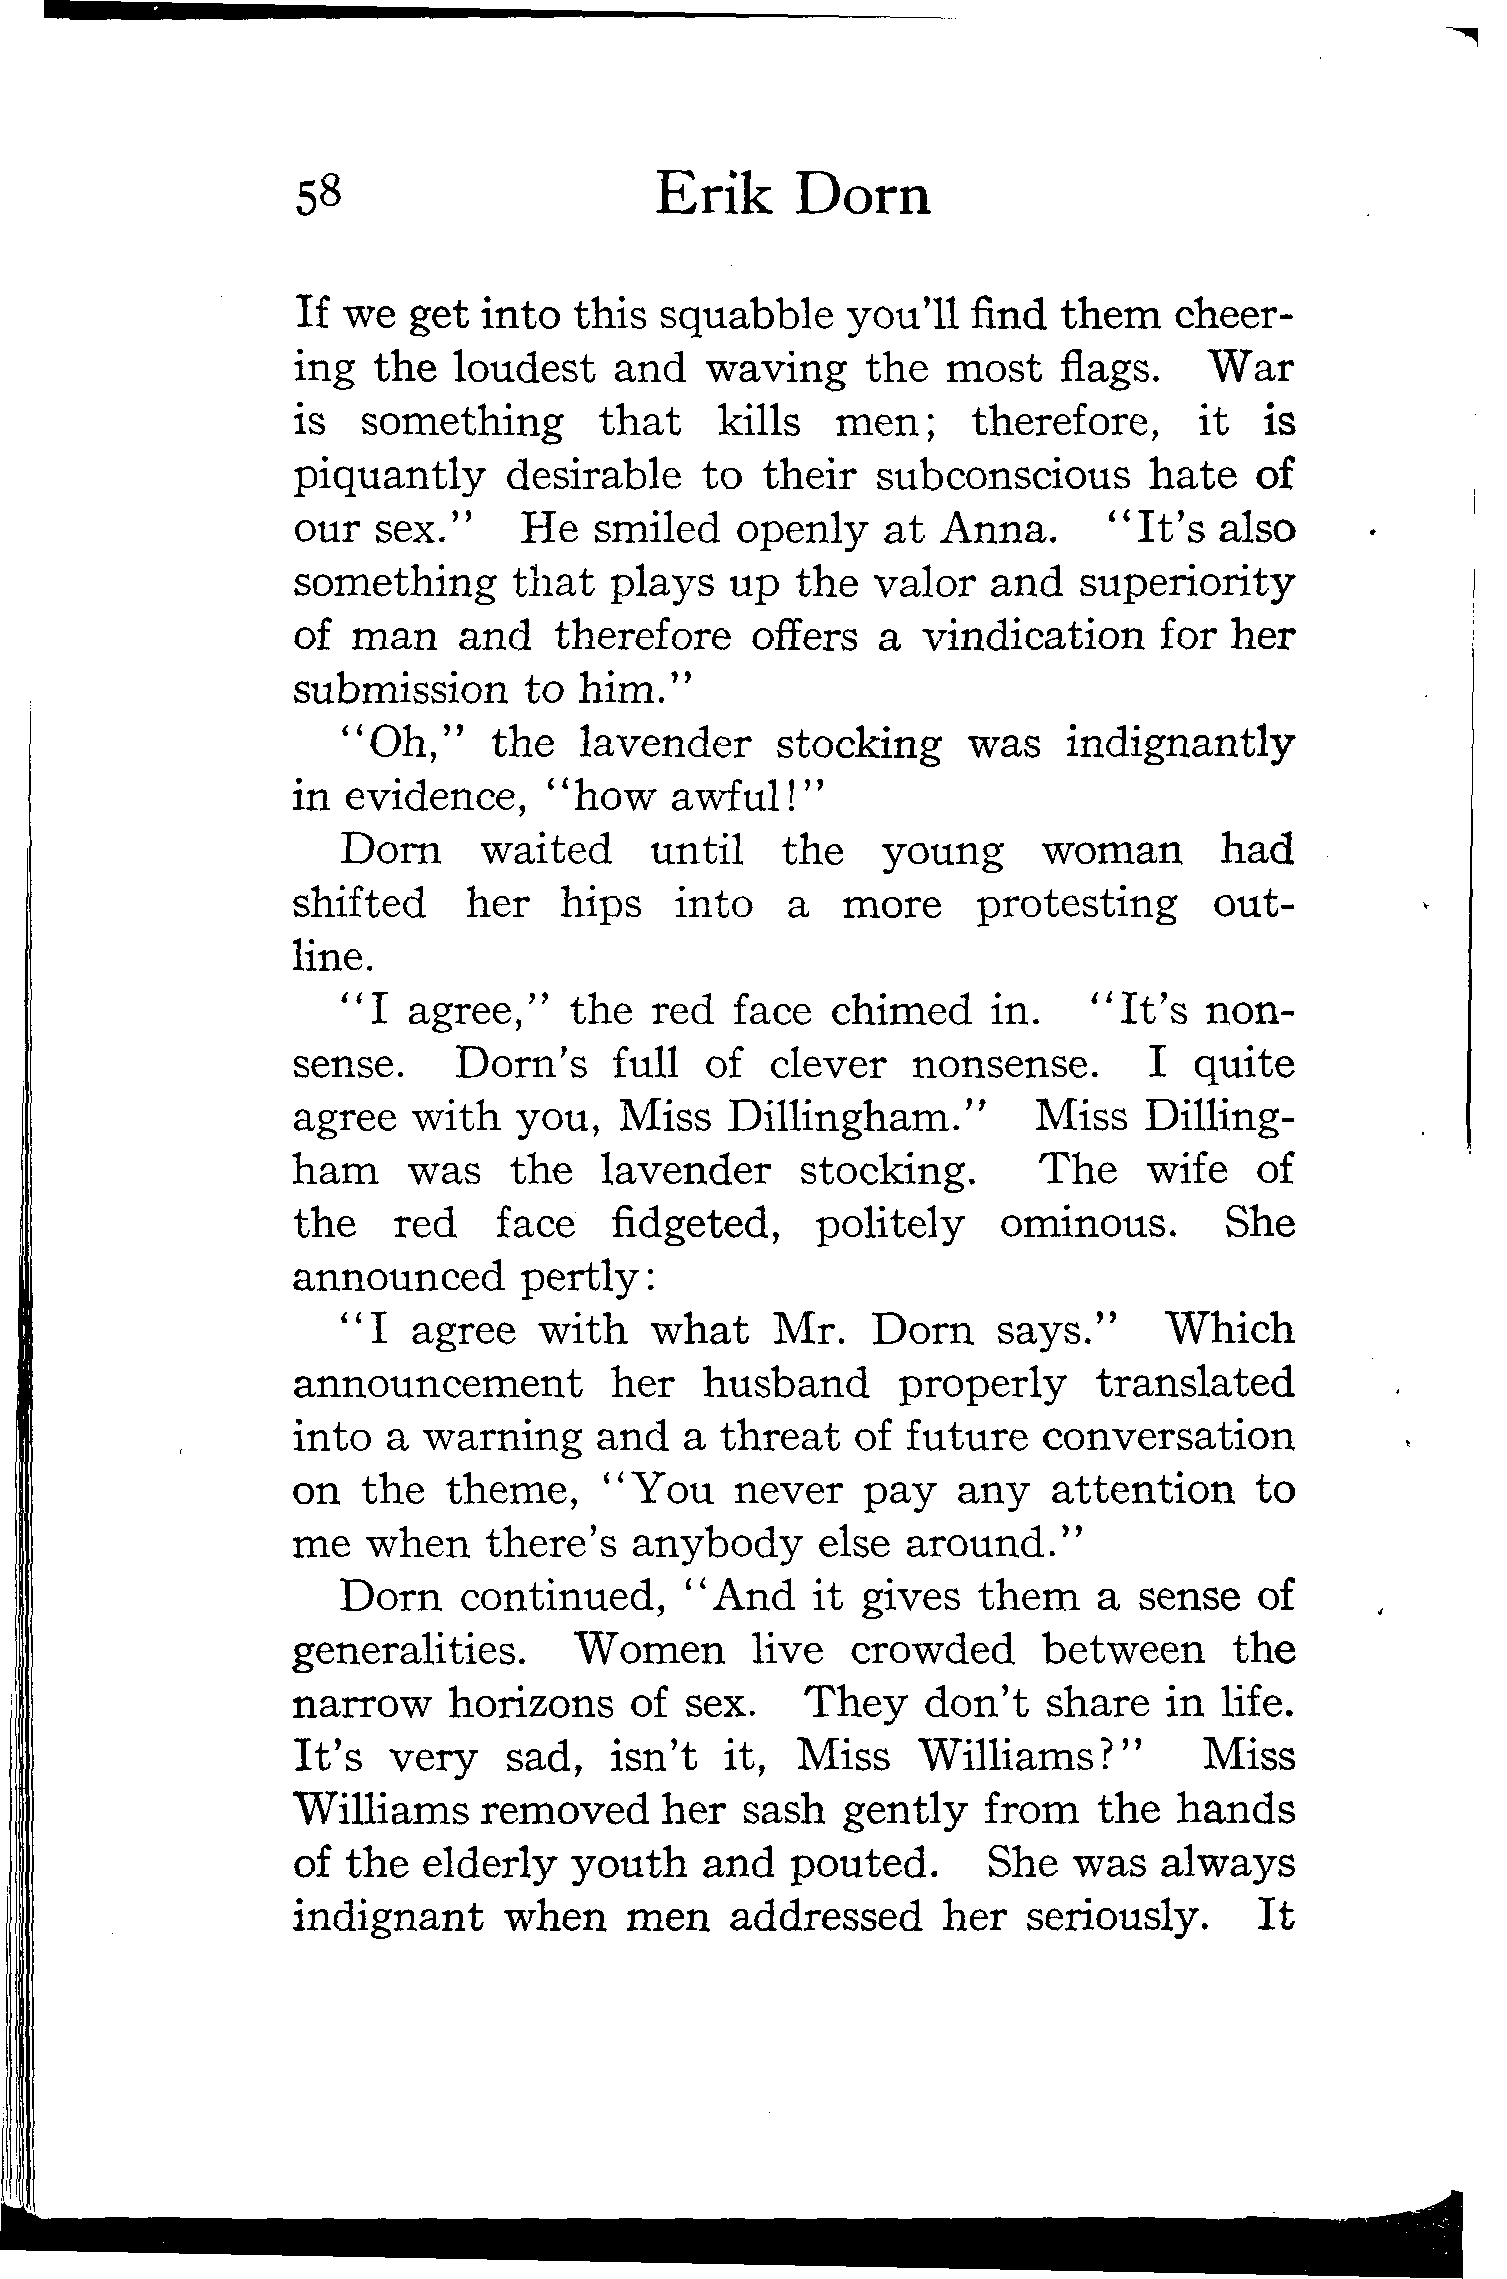 58 Erik Dorn
If we get into this squabble you'll find them cheer-
ing the loudest and waving the most flags. War
is something that kills men; therefore, it is
piquantly desirable to their subconscious hate of
our sex." He smiled openly at Anna. "It's also
something that plays up the valor and superiority
of man and therefore offers a vindication for her
submission to him."
"Oh," the lavender stocking was indignantly
in evidence, "how awful!"
Dorn waited until the young woman had
shifted her hips into a more protesting out-
line.
"I agree," the red face chimed in. "It's non-
sense. Dorn's full of clever nonsense. I quite
agree with you, Miss Dillingham." Miss Dilling-
ham was the lavender stocking. The wife of
the red face fidgeted, politely ominous. She
announced pertly:
"I agree with what Mr. Dorn says." Which
announcement her husband properly translated
into a warning and a threat of future conversation
on the theme, "You never pay any attention to
me when there's anybody else around."
Dorn continued, "And it gives them a sense of
generalities. Women live crowded between the
narrow horizons of sex. They don't share in life.
It's very sad, isn't it, Miss Williams?" Miss
Williams removed her sash gently from the hands
of the elderly youth and pouted. She was always
indignant when men addressed her seriously. It